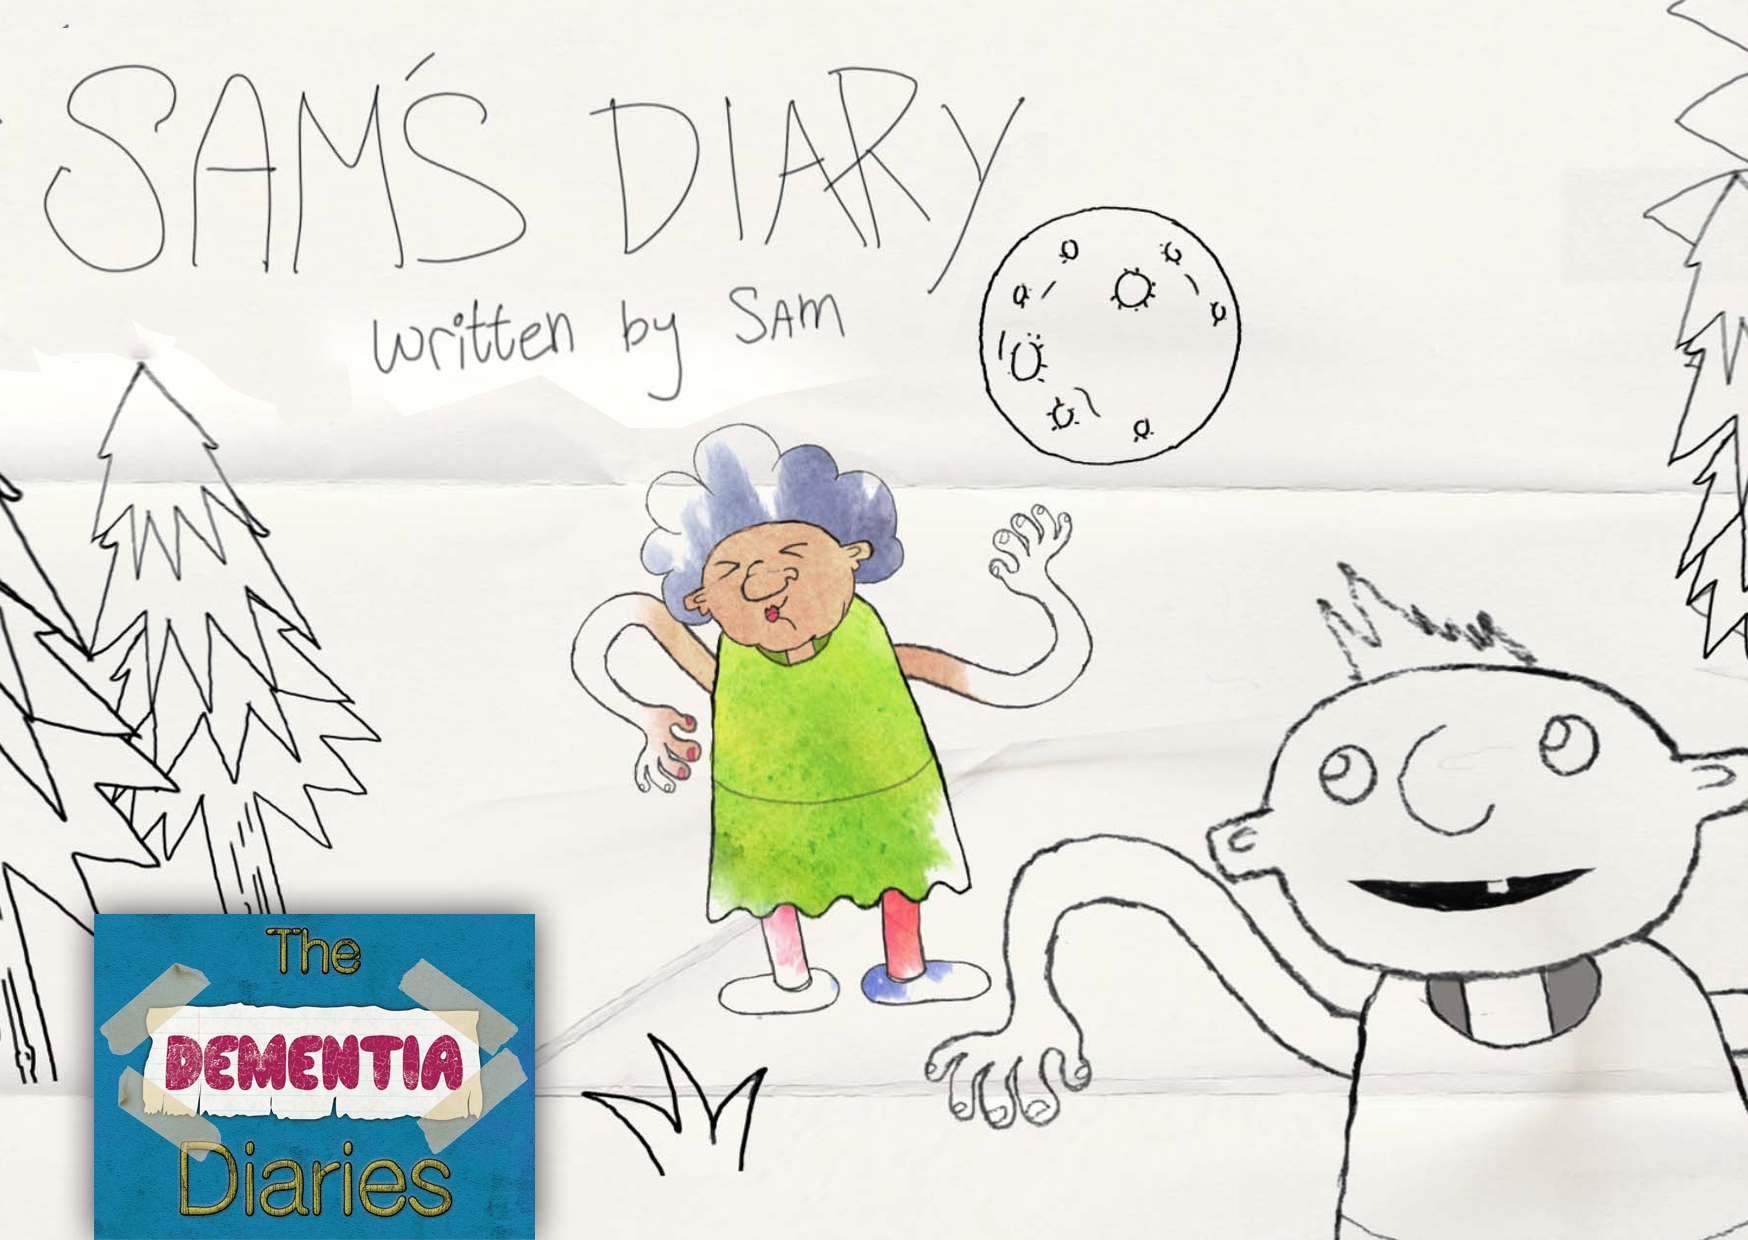 SAM'S DIARY
written by SAM
The
DEMENTIA
Diaries